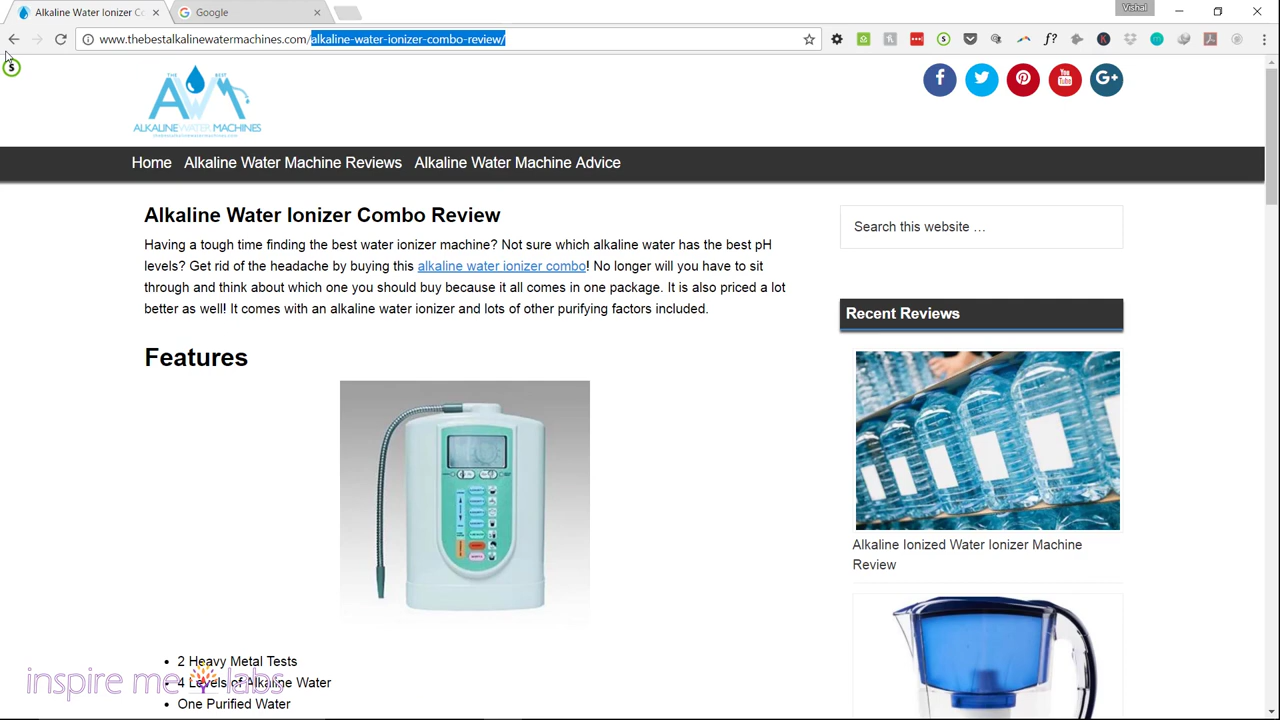 Alkaline Water Ionizer Co
Google
Vishal
www.thebestalkalinewatermachines.com/alkaline-water-ionizer-combo-review/
THE BEST
AWM
ALKALINE WATER MACHINES
Home Alkaline Water Machine Reviews Alkaline Water Machine Advice
Alkaline Water Ionizer Combo Review
Having a tough time finding the best water ionizer machine? Not sure which alkaline water has the best pH
levels? Get rid of the headache by buying this alkaline water ionizer combo! No longer will you have to sit
through and think about which one you should buy because it all comes in one package. It is also priced a lot
better as well! It comes with an alkaline water ionizer and lots of other purifying factors included.
Features
2 Heavy Metal Tests
4 Levels of Alkaline Water
One Purified Water
Search this website …
Recent Reviews
Alkaline Ionized Water Ionizer Machine
Review
inspire me labs